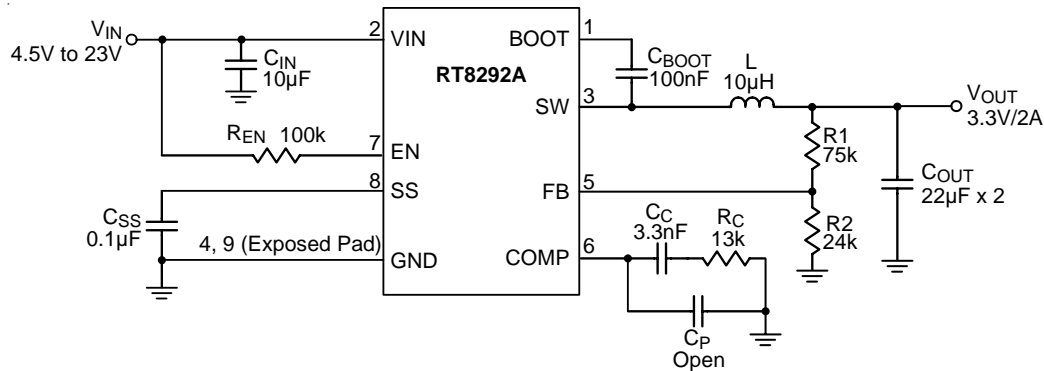 VIN
4.5V to 23V
2
VIN
CIN
10µF
REN 100k
7
EN
8
SS
CSS
0.1µF
4, 9 (Exposed Pad)
GND
RT8292A
BOOT
1
CBOOT
100nF
SW
3
L
10µH
VOUT
3.3V/2A
R1
75k
COUT
22µF x 2
FB
5
R2
24k
COMP
6
CC
3.3nF
RC
13k
CP
Open